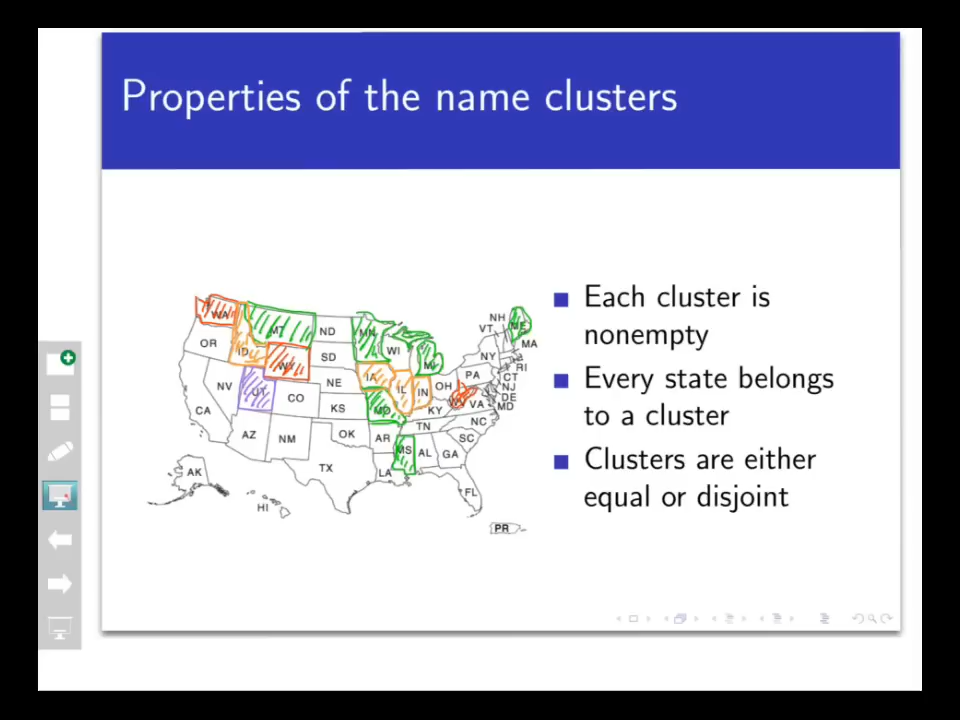 Properties of the name clusters
Each cluster is
nonempty
Every state belongs
to a cluster
Clusters are either
equal or disjoint
WA
OR
ID
MT
ND
MN
WI
MI
NH
VT
ME
MA
RI
CT
NJ
DE
MD
NY
PA
WY
SD
IA
NE
IL
IN
OH
NV
UT
CO
KS
MO
KY
WV
VA
CA
AZ
NM
OK
AR
TN
NC
SC
MS
AL
GA
TX
LA
FL
AK
HI
PR